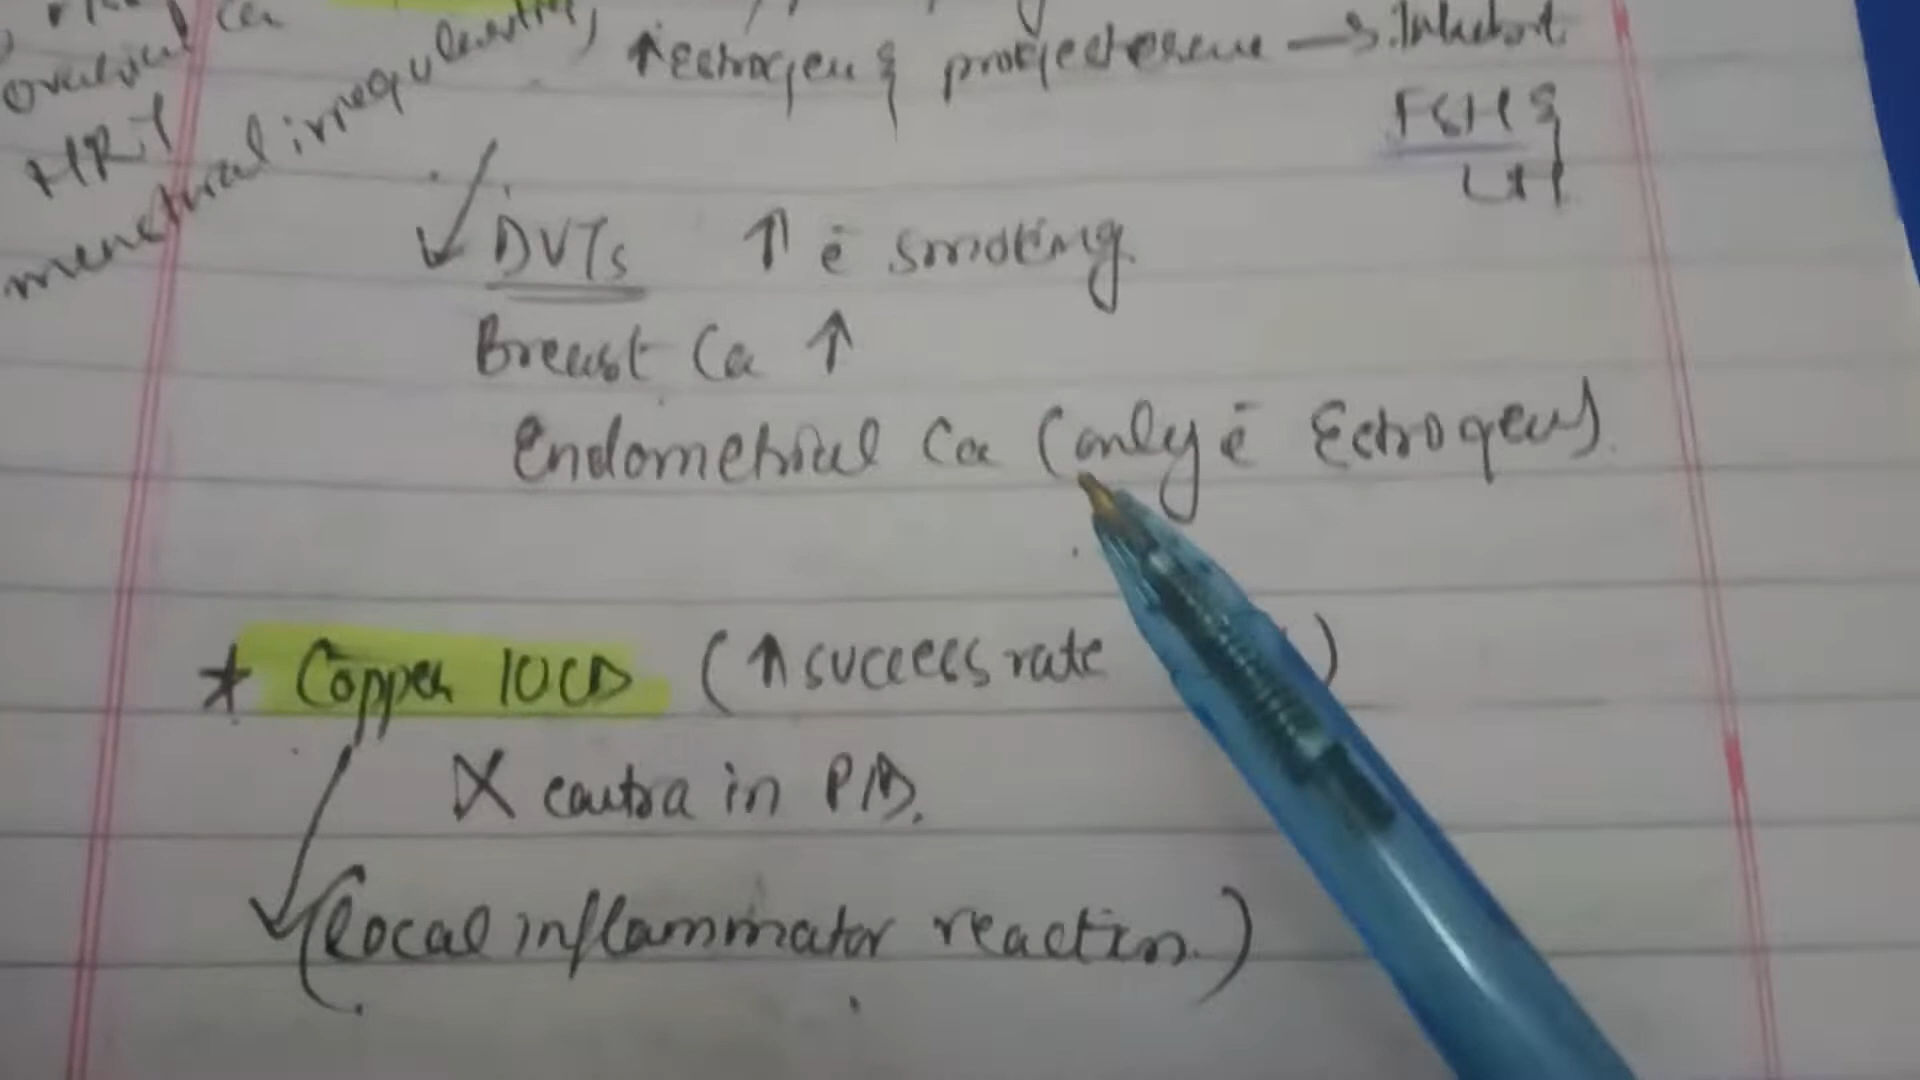 ovarian Ca
HRT
menstrual irregularities,
↑ Estrogen & progesterone → Inhibit
FSH &
LH
DVTs ↑ ē smoking.
Breast Ca ↑
Endometrial Ca (only ē Estrogen).
* Copper IUCD (↑ success rate )
X contra in PID.
(local inflammator reaction.)